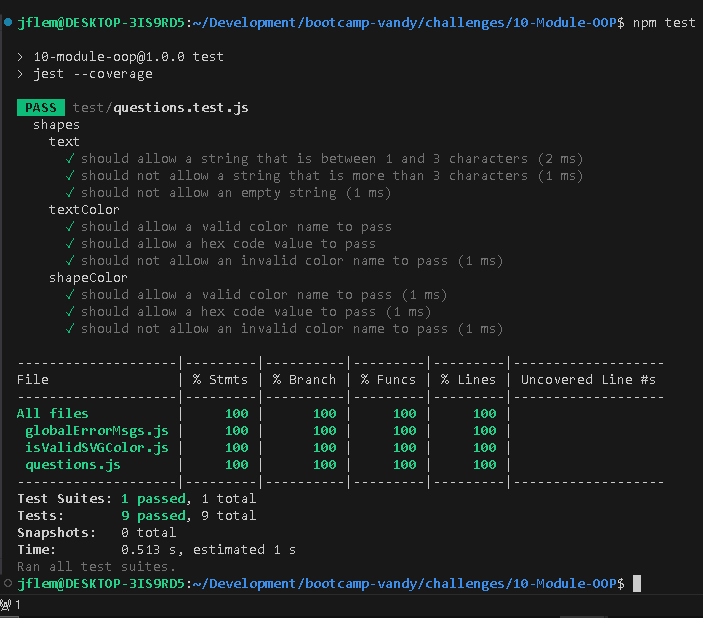 jflem@DESKTOP-3IS9RD5:~/Development/bootcamp-vandy/challenges/10-Module-OOP$ npm test
> 10-module-oop@1.0.0 test
> jest --coverage
PASS test/questions.test.js
shapes
text
✓ should allow a string that is between 1 and 3 characters (2 ms)
✓ should not allow a string that is more than 3 characters (1 ms)
✓ should not allow an empty string (1 ms)
textColor
✓ should allow a valid color name to pass
✓ should allow a hex code value to pass
✓ should not allow an invalid color name to pass (1 ms)
shapeColor
✓ should allow a valid color name to pass (1 ms)
✓ should allow a hex code value to pass (1 ms)
✓ should not allow an invalid color name to pass (1 ms)
--------------------|---------|----------|---------|---------|-------------------
File                | % Stmts | % Branch | % Funcs | % Lines | Uncovered Line #s
--------------------|---------|----------|---------|---------|-------------------
All files           |     100 |      100 |     100 |     100 |
globalErrorMsgs.js |     100 |      100 |     100 |     100 |
isValidSVGColor.js |     100 |      100 |     100 |     100 |
questions.js       |     100 |      100 |     100 |     100 |
--------------------|---------|----------|---------|---------|-------------------
Test Suites: 1 passed, 1 total
Tests:       9 passed, 9 total
Snapshots:   0 total
Time:        0.513 s, estimated 1 s
Ran all test suites.
jflem@DESKTOP-3IS9RD5:~/Development/bootcamp-vandy/challenges/10-Module-OOP$
1